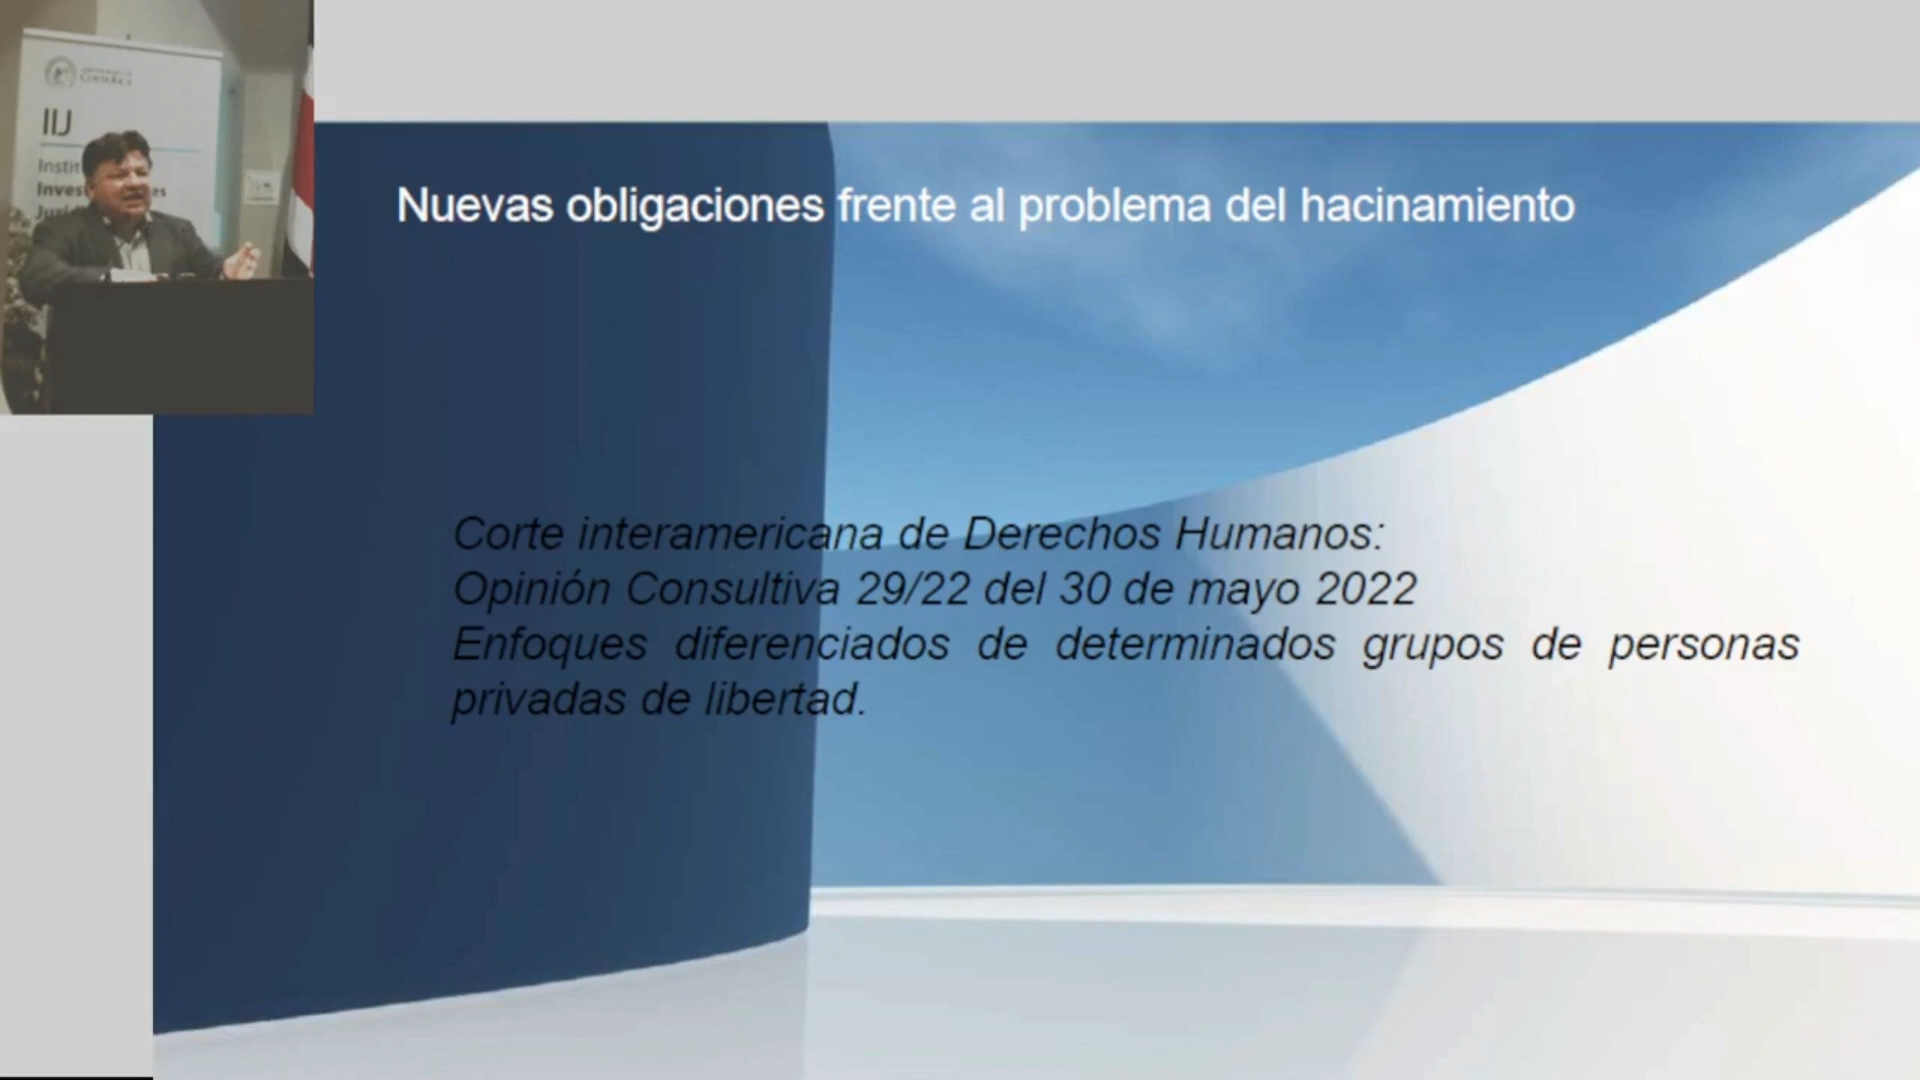 IIJ
Nuevas obligaciones frente al problema del hacinamiento
Corte interamericana de Derechos Humanos:
Opinión Consultiva 29/22 del 30 de mayo 2022
Enfoques diferenciados de determinados grupos de personas
privadas de libertad.